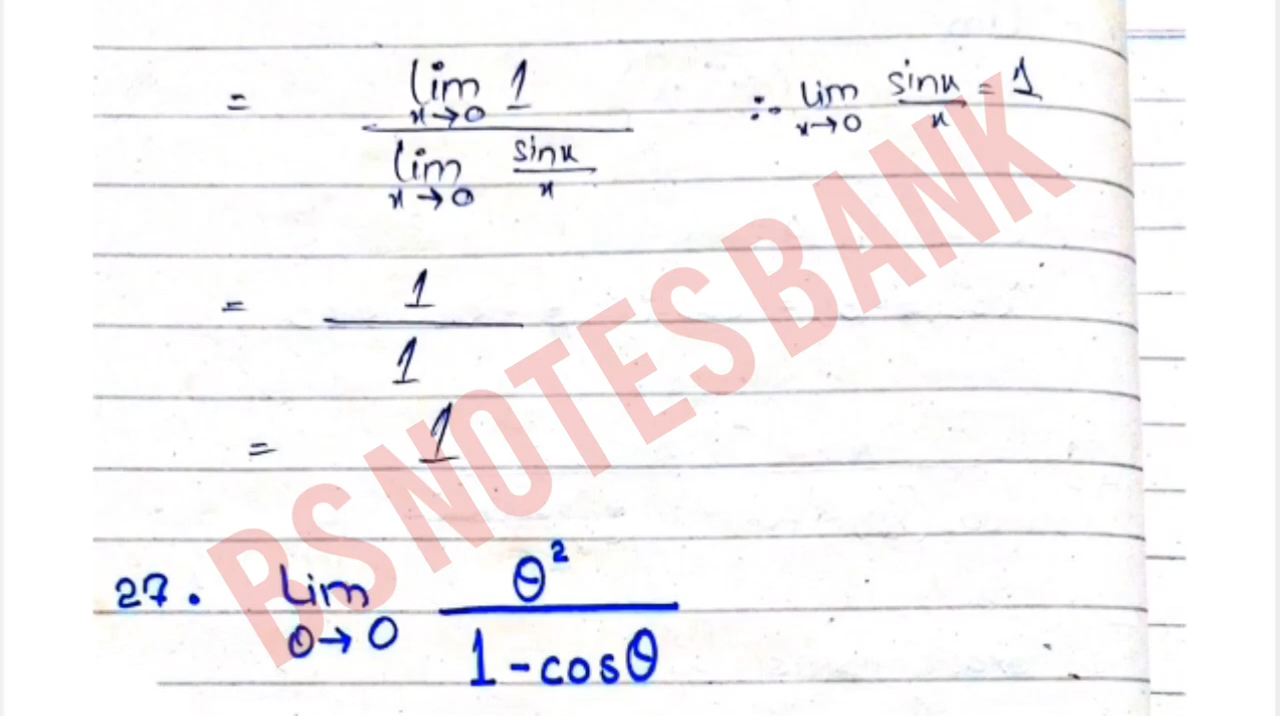 = lim x→0 1 / lim x→0 sinx/x ∴ lim x→0 sinx/x = 1
= 1/1
= 1
27. Lim θ→0 θ²/1-cosθ
BS NOTES BANK